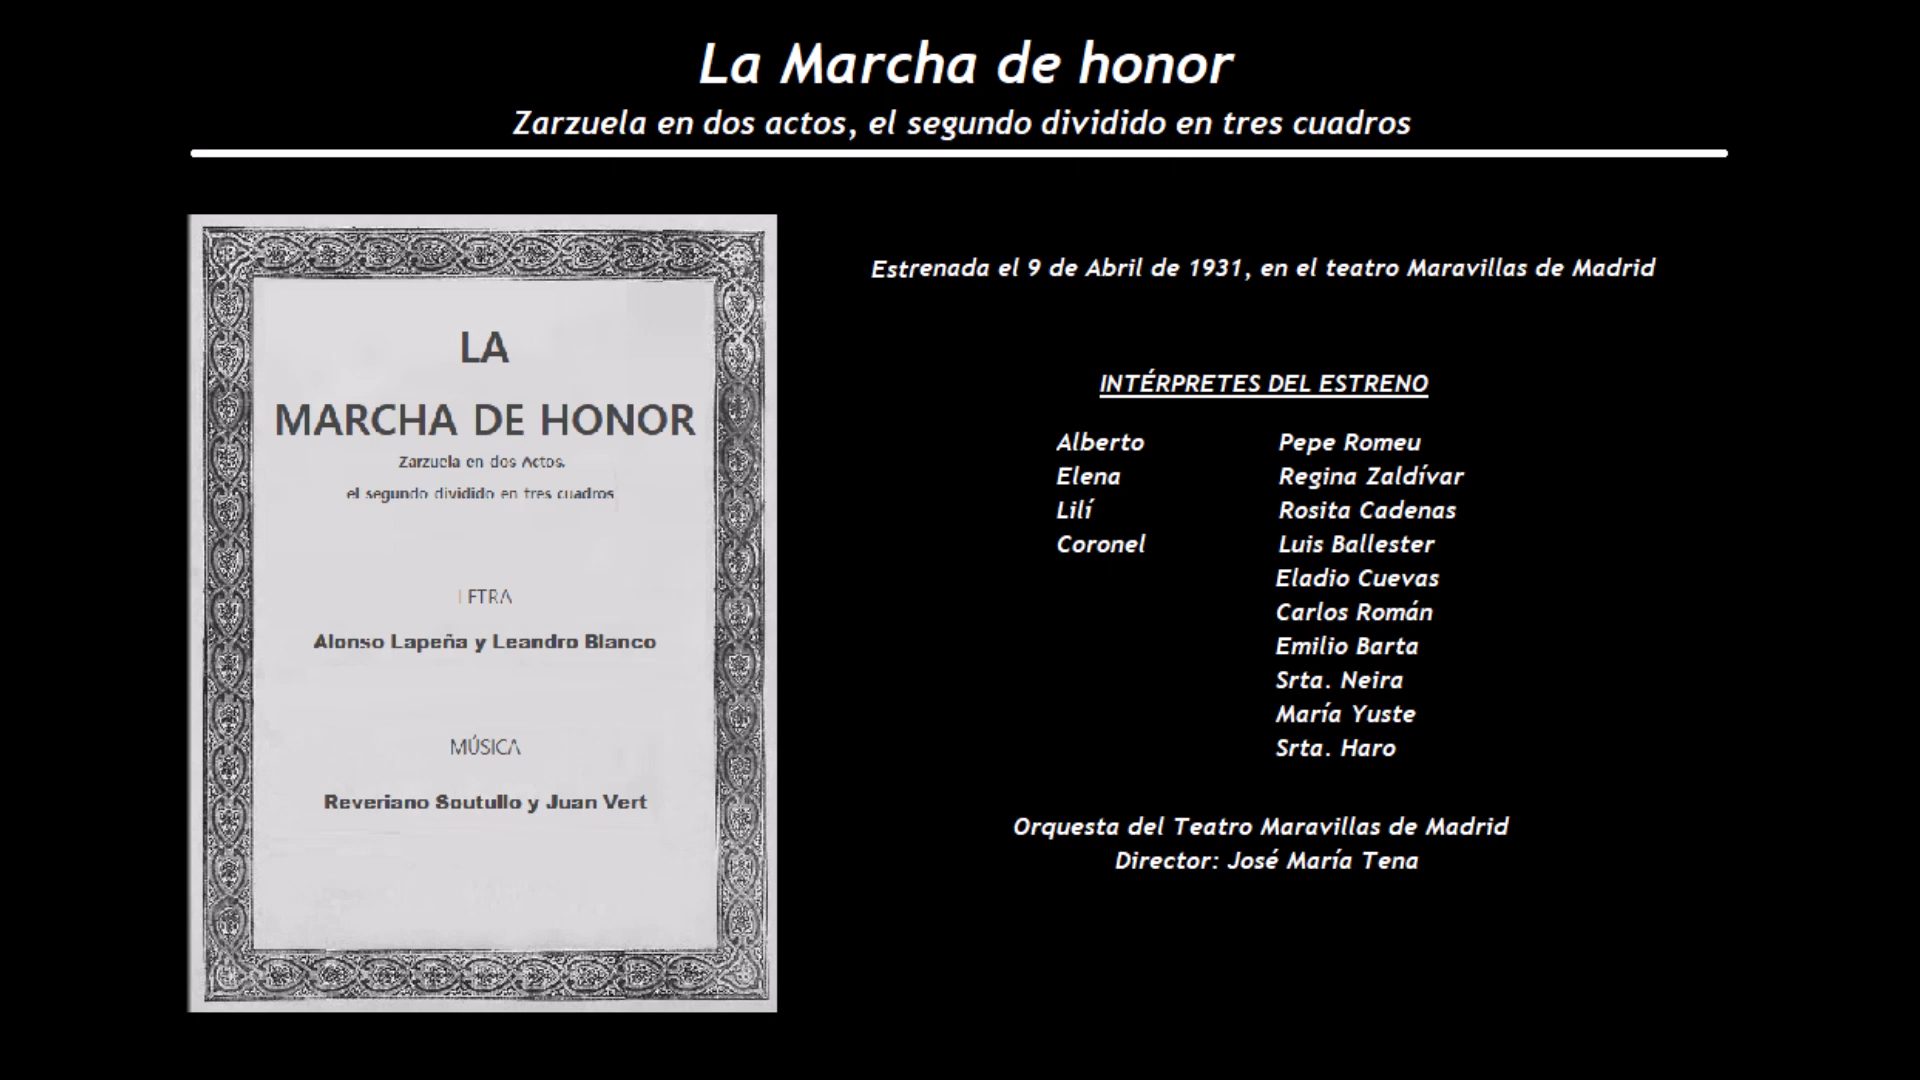 La Marcha de honor
Zarzuela en dos actos, el segundo dividido en tres cuadros
LA
MARCHA DE HONOR
Zarzuela en dos Actos.
el segundo dividido en tres cuadros
LETRA
Alonso Lapeña y Leandro Blanco
MÚSICA
Reveriano Soutullo y Juan Vert
Estrenada el 9 de Abril de 1931, en el teatro Maravillas de Madrid
INTÉRPRETES DEL ESTRENO
Alberto Pepe Romeu
Elena Regina Zaldívar
Lilí Rosita Cadenas
Coronel Luis Ballester
Eladio Cuevas
Carlos Román
Emilio Barta
Srta. Neira
María Yuste
Srta. Haro
Orquesta del Teatro Maravillas de Madrid
Director: José María Tena